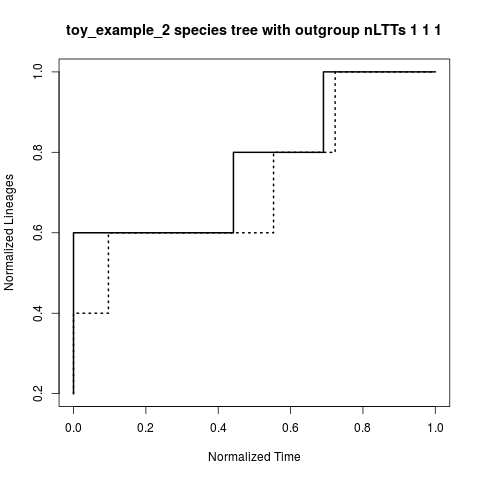 toy_example_2 species tree with outgroup nLTTs 1 1 1
Normalized Lineages
1.0
0.8
0.6
0.4
0.2
0.0 0.2 0.4 0.6 0.8 1.0
Normalized Time